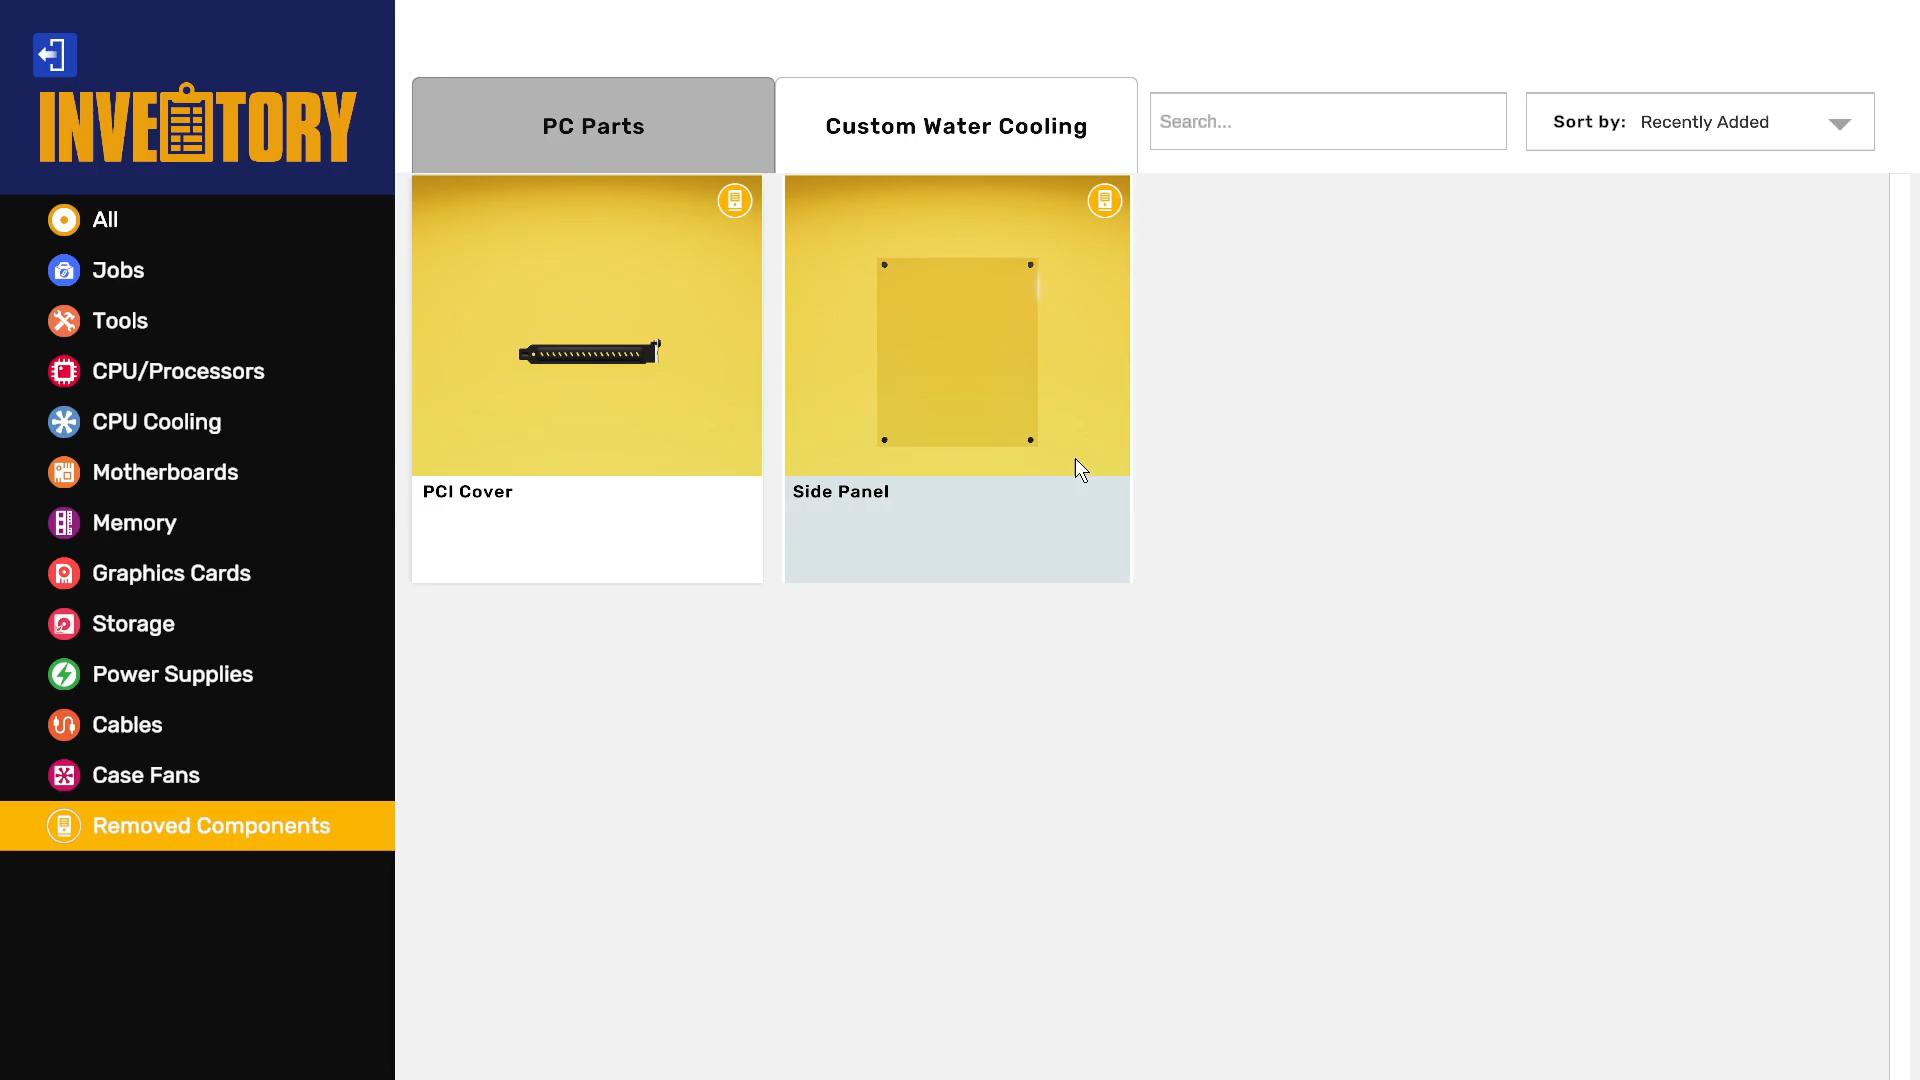 INVENTORY
All
Jobs
Tools
CPU/Processors
CPU Cooling
Motherboards
Memory
Graphics Cards
Storage
Power Supplies
Cables
Case Fans
Removed Components
PC Parts
Custom Water Cooling
Search...
Sort by: Recently Added
PCI Cover
Side Panel